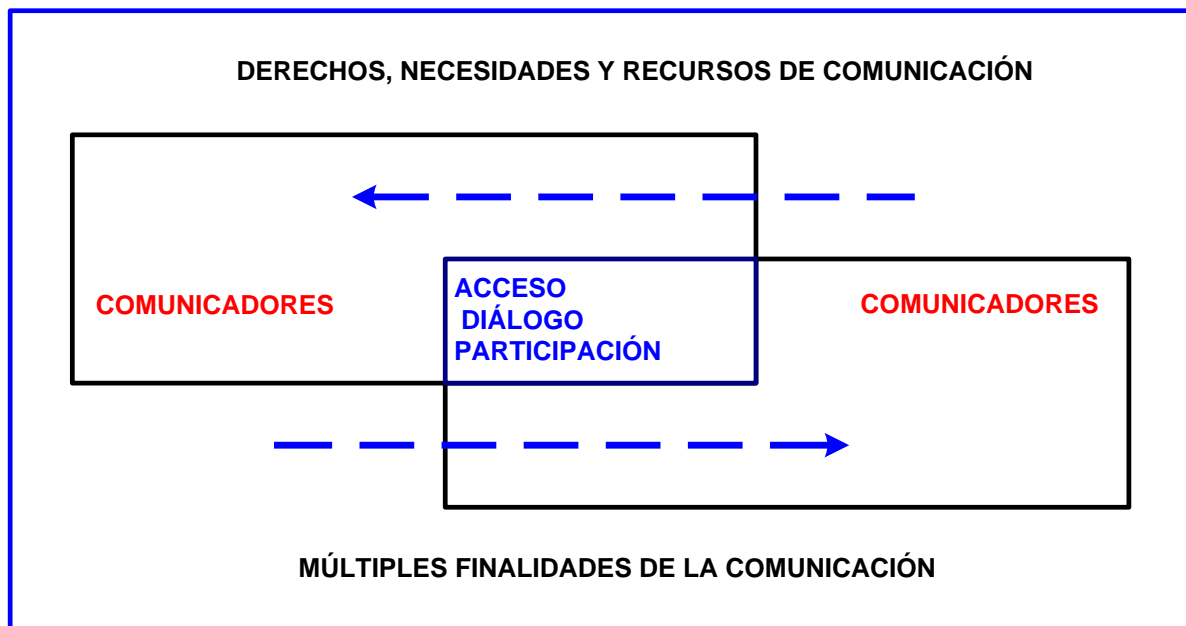 DERECHOS, NECESIDADES Y RECURSOS DE COMUNICACIÓN
COMUNICADORES
ACCESO
DIÁLOGO
PARTICIPACIÓN
COMUNICADORES
MÚLTIPLES FINALIDADES DE LA COMUNICACIÓN